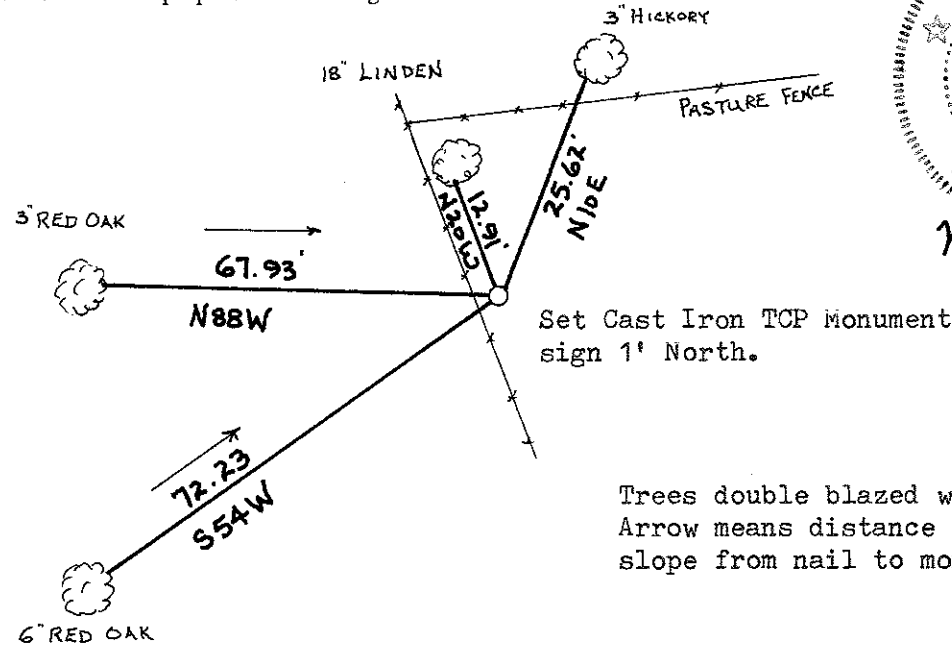 3" HICKORY
18" LINDEN
PASTURE FENCE
25.62'
N10E
12.91'
N20W
3" RED OAK
67.93'
N88W
Set Cast Iron TCP Monument
sign 1' North.
72.23
S54W
Trees double blazed
Arrow means distance
slope from nail to
6" RED OAK